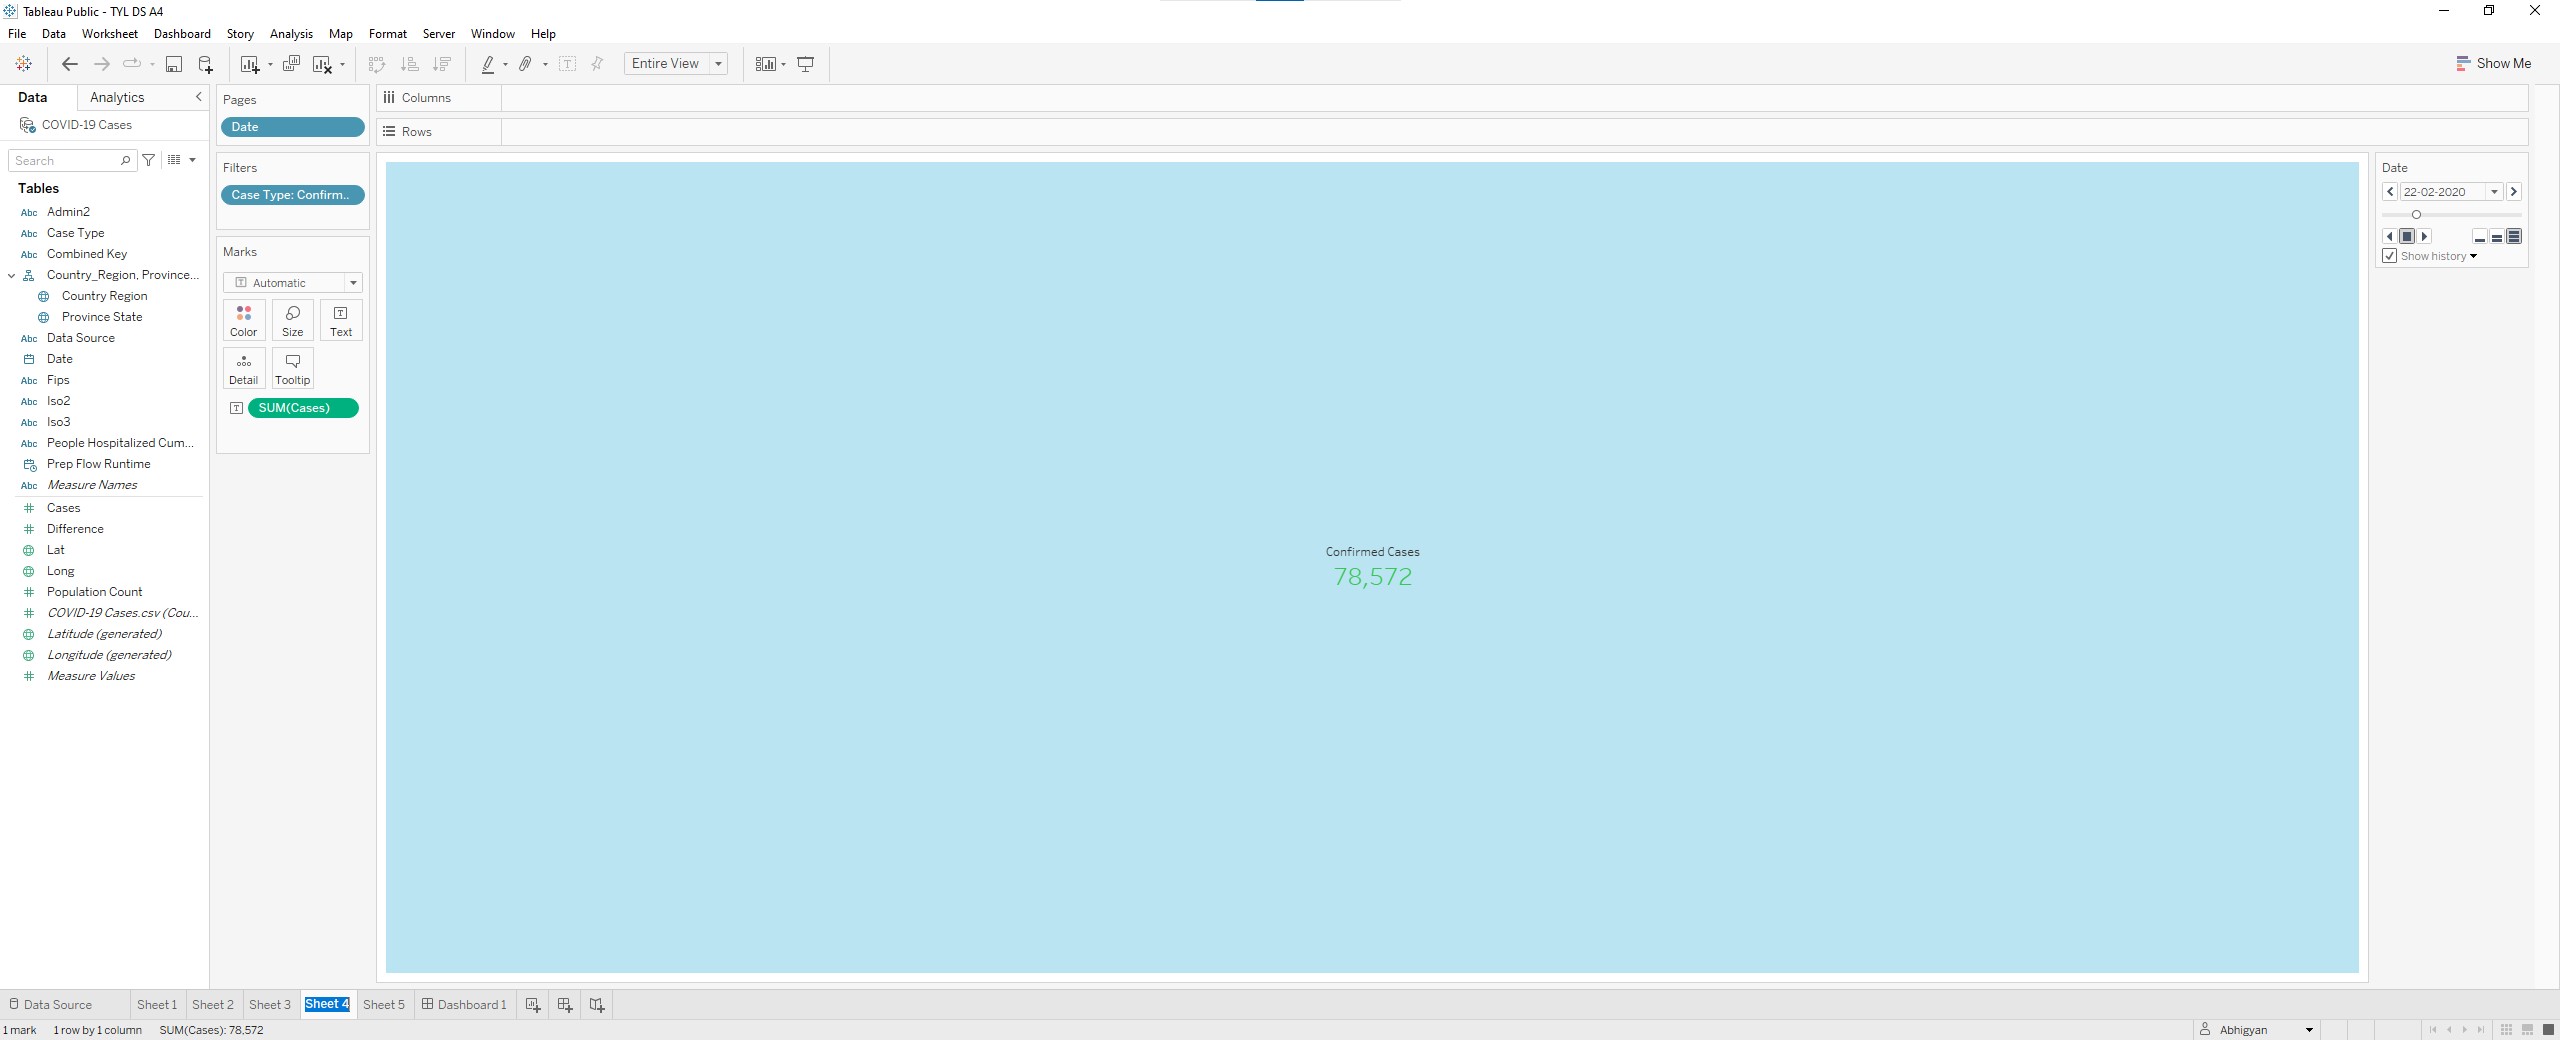 Tableau Public - TYL DS A4
File Data Worksheet Dashboard Story Analysis Map Format Server Window Help
Entire View
Show Me
Data Analytics
COVID-19 Cases
Search
Tables
Abc Admin2
Abc Case Type
Abc Combined Key
Country_Region, Province...
Country Region
Province State
Abc Data Source
Date
Abc Fips
Abc Iso2
Abc Iso3
Abc People Hospitalized Cum...
Prep Flow Runtime
Abc Measure Names
# Cases
# Difference
Lat
Long
# Population Count
# COVID-19 Cases.csv (Cou...
Latitude (generated)
Longitude (generated)
# Measure Values
Pages
Date
Filters
Case Type: Confirm..
Marks
T Automatic
Color Size Text
Detail Tooltip
T SUM(Cases)
Columns
Rows
Confirmed Cases
78,572
Date
22-02-2020
Show history
Data Source Sheet 1 Sheet 2 Sheet 3 Sheet 4 Sheet 5 Dashboard 1
1 mark 1 row by 1 column SUM(Cases): 78,572
Abhigyan